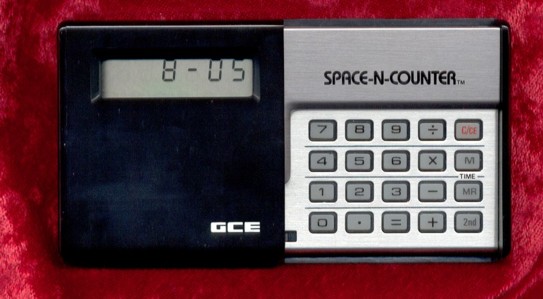 8-05
SPACE-N-COUNTER™
7 8 9 ÷ C/CE
4 5 6 X M
TIME
1 2 3 − MR
0 · = + 2nd
GCE